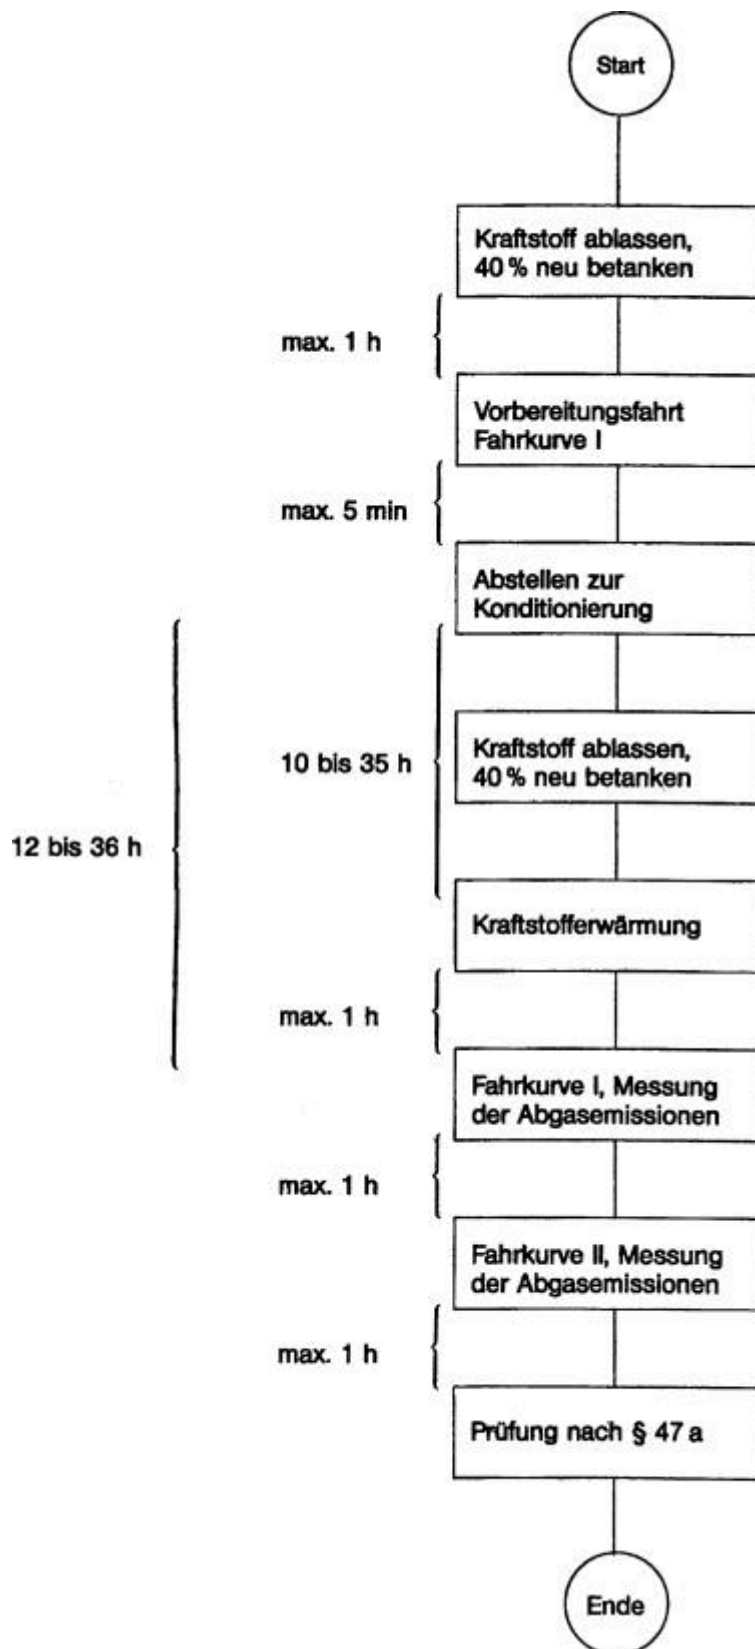 Start
Kraftstoff ablassen,
40 % neu betanken
max. 1 h
Vorbereitungsfahrt
Fahrkurve I
max. 5 min
Abstellen zur
Konditionierung
Kraftstoff ablassen,
40 % neu betanken
10 bis 35 h
12 bis 36 h
Kraftstofferwärmung
max. 1 h
Fahrkurve I, Messung
der Abgasemissionen
max. 1 h
Fahrkurve II, Messung
der Abgasemissionen
max. 1 h
Prüfung nach § 47 a
Ende